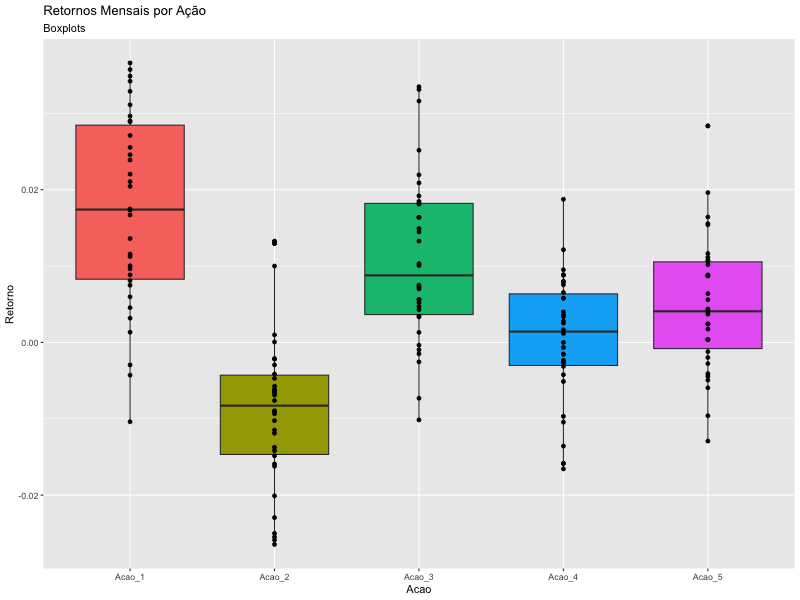 Retornos Mensais por Ação
Boxplots
Retorno
0.02
0.00
-0.02
Acao_1 Acao_2 Acao_3 Acao_4 Acao_5
Acao